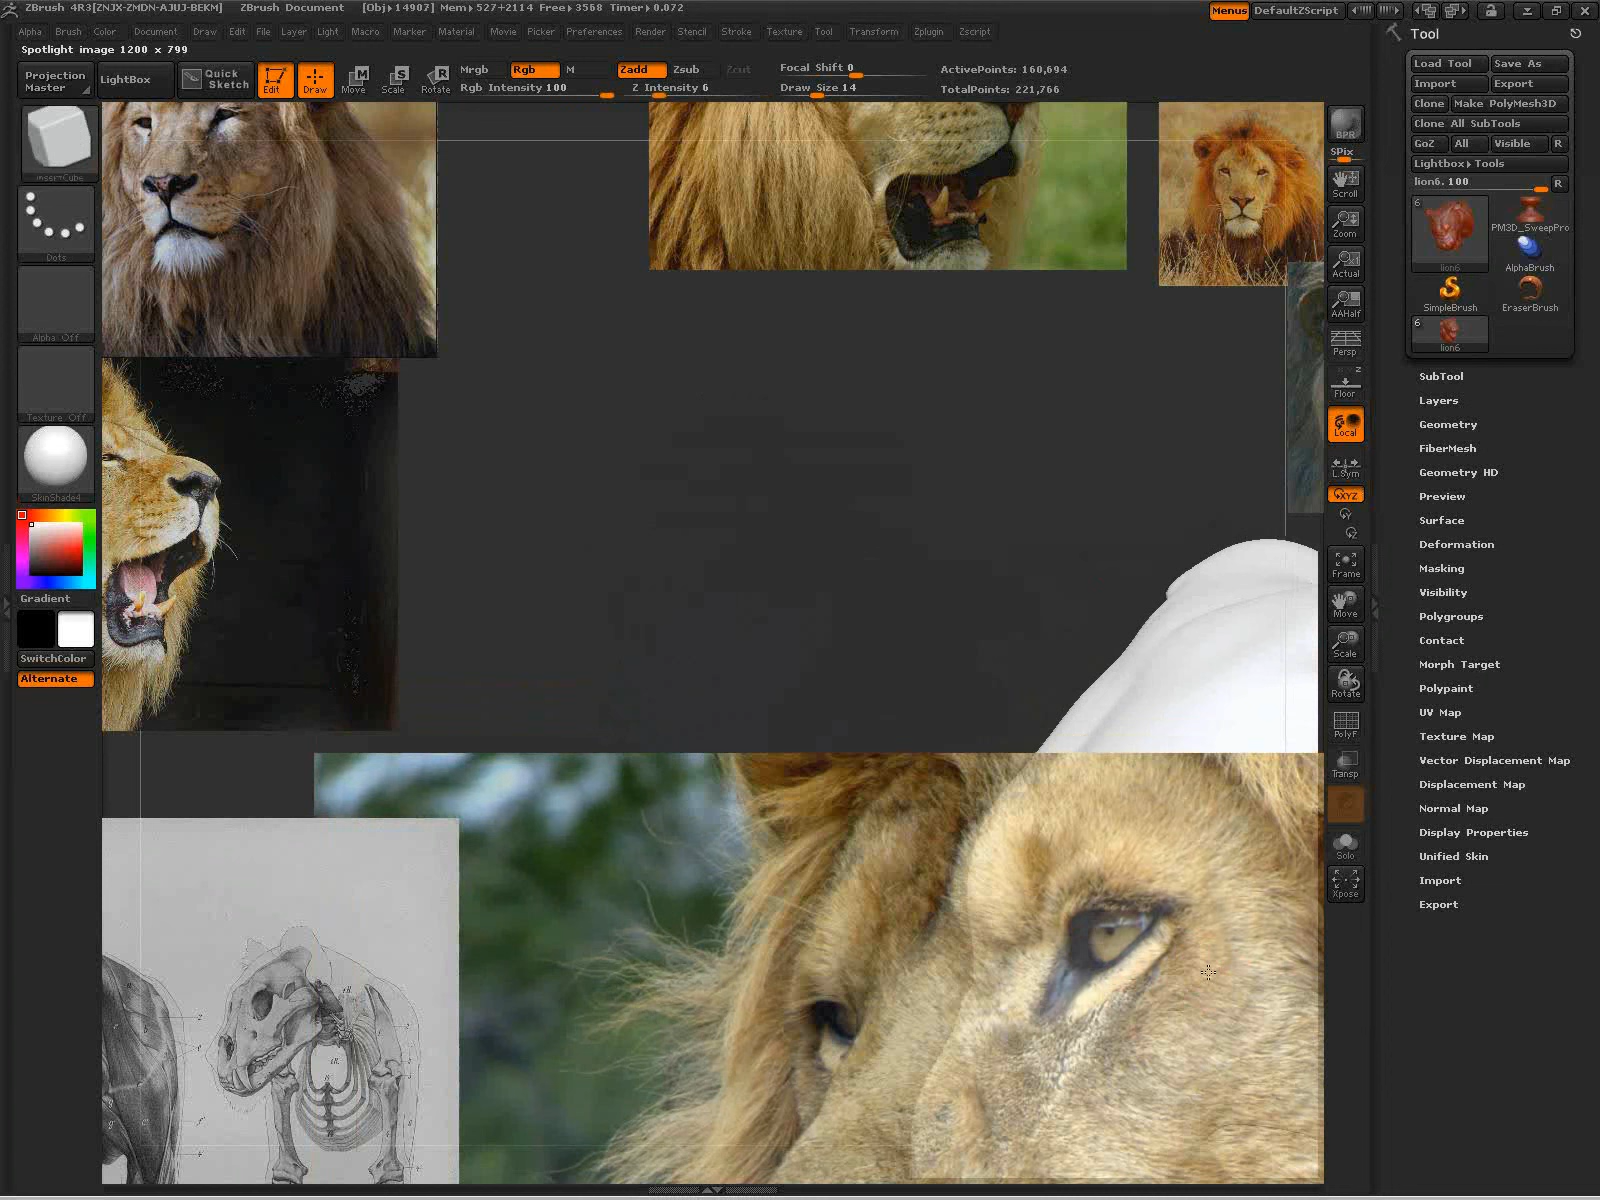 ZBrush 4R3[ZNJX-ZMDN-AJUJ-BEKM] ZBrush Document [Obj▸14907] Mem▸527+2114 Free▸3568 Timer▸0.072 Menus DefaultZScript
Alpha Brush Color Document Draw Edit File Layer Light Macro Marker Material Movie Picker Preferences Render Stencil Stroke Texture Tool Transform Zplugin Zscript
Spotlight image 1200 x 799
Projection Master
LightBox
Quick Sketch
Edit Draw Move Scale Rotate
Mrgb Rgb M
Rgb Intensity 100
Zadd Zsub Zcut
Z Intensity 6
Focal Shift 0
Draw Size 14
ActivePoints: 160,694
TotalPoints: 221,766
InsertCube
Dots
Alpha Off
Texture Off
SkinShade4
Gradient
SwitchColor
Alternate
BPR
SPix
Scroll
Zoom
Actual
AAHalf
Persp
Floor
Local
L.Sym
XYZ
Frame
Move
Scale
Rotate
PolyF
Transp
Solo
Xpose
Tool
Load Tool Save As
Import Export
Clone Make PolyMesh3D
Clone All SubTools
GoZ All Visible R
Lightbox▸Tools
lion6. 100 R
6
lion6
PM3D_SweepPro
AlphaBrush
SimpleBrush
EraserBrush
6
lion6
SubTool
Layers
Geometry
FiberMesh
Geometry HD
Preview
Surface
Deformation
Masking
Visibility
Polygroups
Contact
Morph Target
Polypaint
UV Map
Texture Map
Vector Displacement Map
Displacement Map
Normal Map
Display Properties
Unified Skin
Import
Export